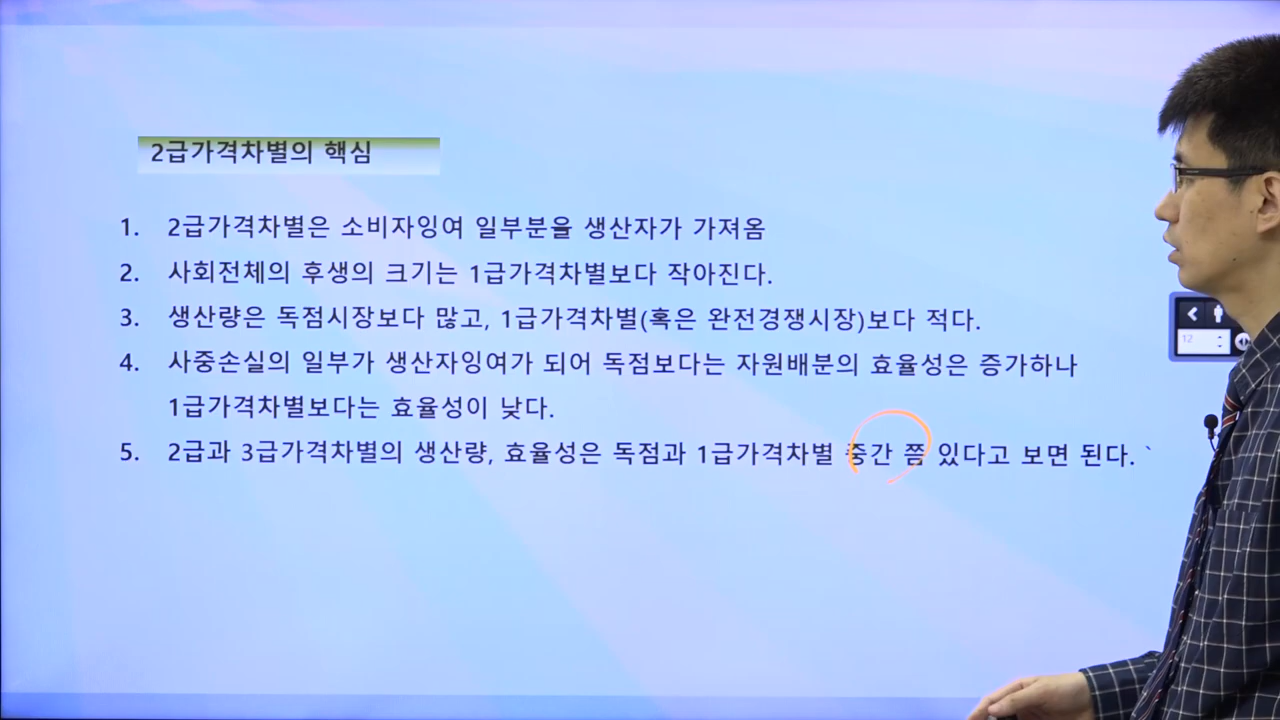 2급가격차별의 핵심
1. 2급가격차별은 소비자잉여 일부분을 생산자가 가져옴
2. 사회전체의 후생의 크기는 1급가격차별보다 작아진다.
3. 생산량은 독점시장보다 많고, 1급가격차별(혹은 완전경쟁시장)보다 적다.
4. 사중손실의 일부가 생산자잉여가 되어 독점보다는 자원배분의 효율성은 증가하나
1급가격차별보다는 효율성이 낮다.
5. 2급과 3급가격차별의 생산량, 효율성은 독점과 1급가격차별 중간 쯤 있다고 보면 된다. `
12